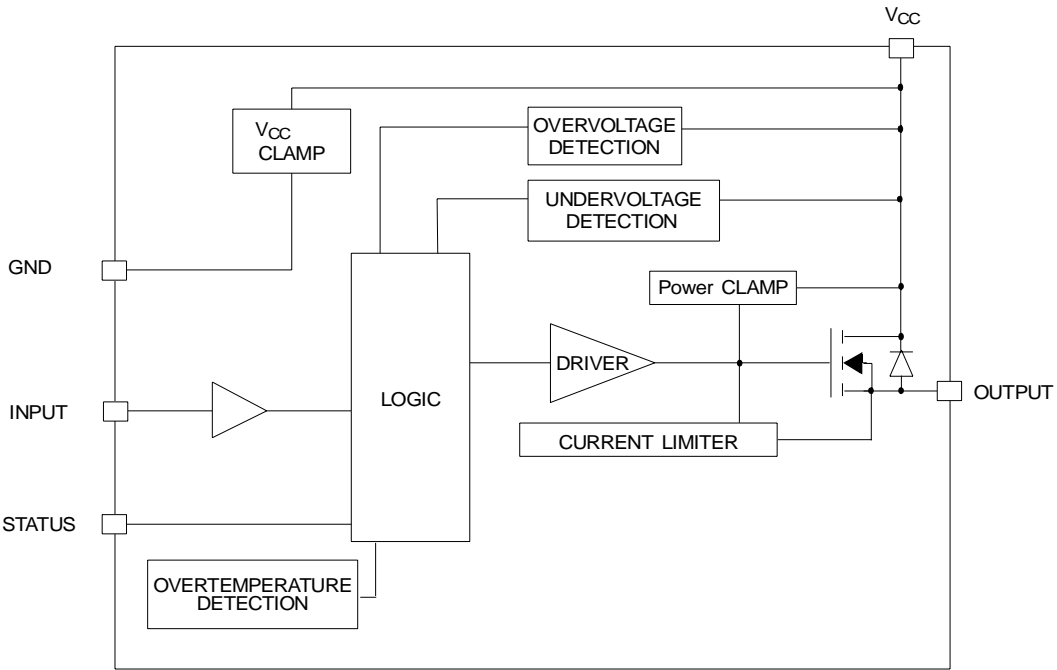 VCC
VCC
CLAMP
OVERVOLTAGE
DETECTION
UNDERVOLTAGE
DETECTION
GND
Power CLAMP
DRIVER
LOGIC
INPUT
OUTPUT
CURRENT LIMITER
STATUS
OVERTEMPERATURE
DETECTION